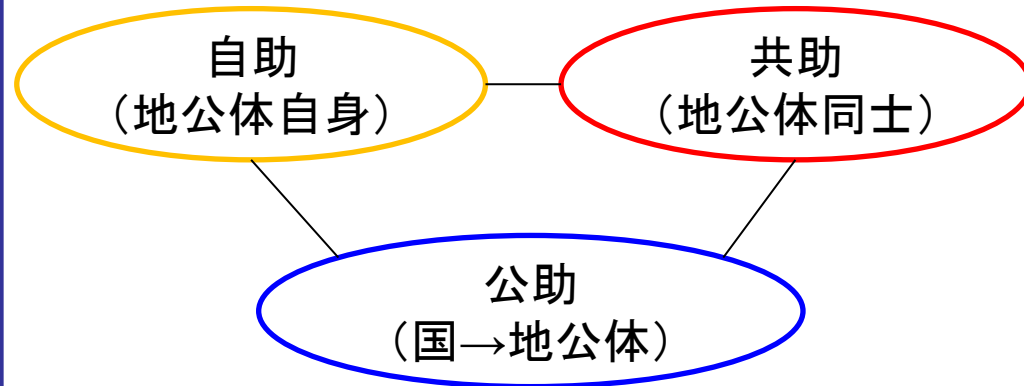 自助
（地公体自身）
共助
（地公体同士）
公助
（国→地公体）